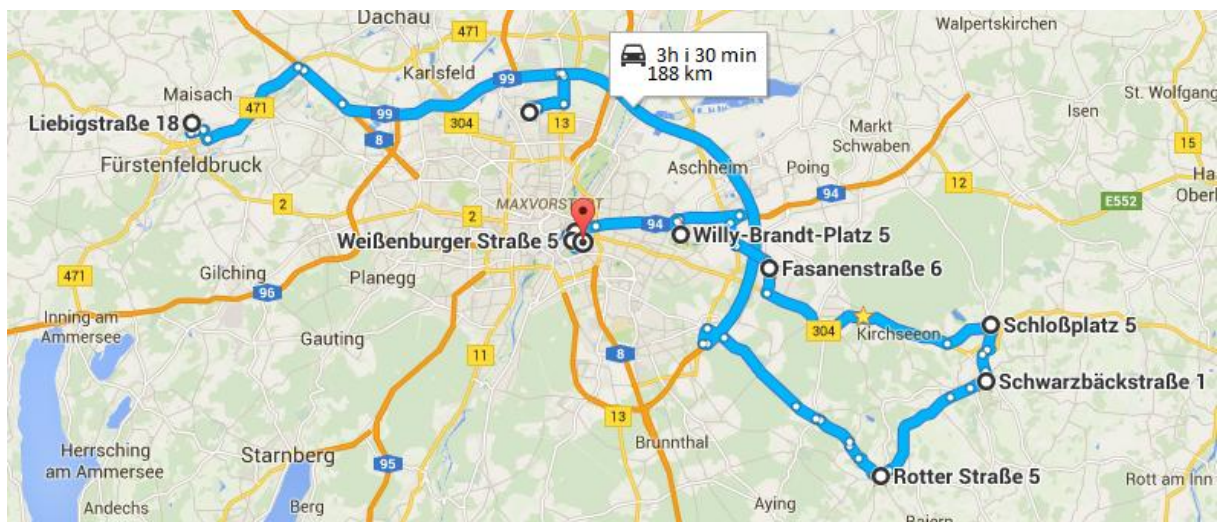 Dachau
Walpertskirchen
471
3h i 30 min
188 km
Karlsfeld
99
Maisach
471
Isen
St. Wolfgang
Liebigstraße 18
99
304
13
Markt
Schwaben
15
8
Fürstenfeldbruck
Aschheim
Poing
12
Ha
Oberl
94
2
MAXVORSTADT
E552
2
94
Weißenburger Straße 5
Willy-Brandt-Platz 5
Gilching
Planegg
Fasanenstraße 6
471
96
Inning am
Ammersee
Gauting
304
Kirchseeon
Schloßplatz 5
11
8
Schwarzbäckstraße 1
13
Herrsching
am Ammersee
Starnberg
Brunnthal
95
Rotter Straße 5
Rott am Inn
Andechs
Berg
Aying